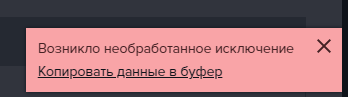 Возникло необработанное исключение
Копировать данные в буфер